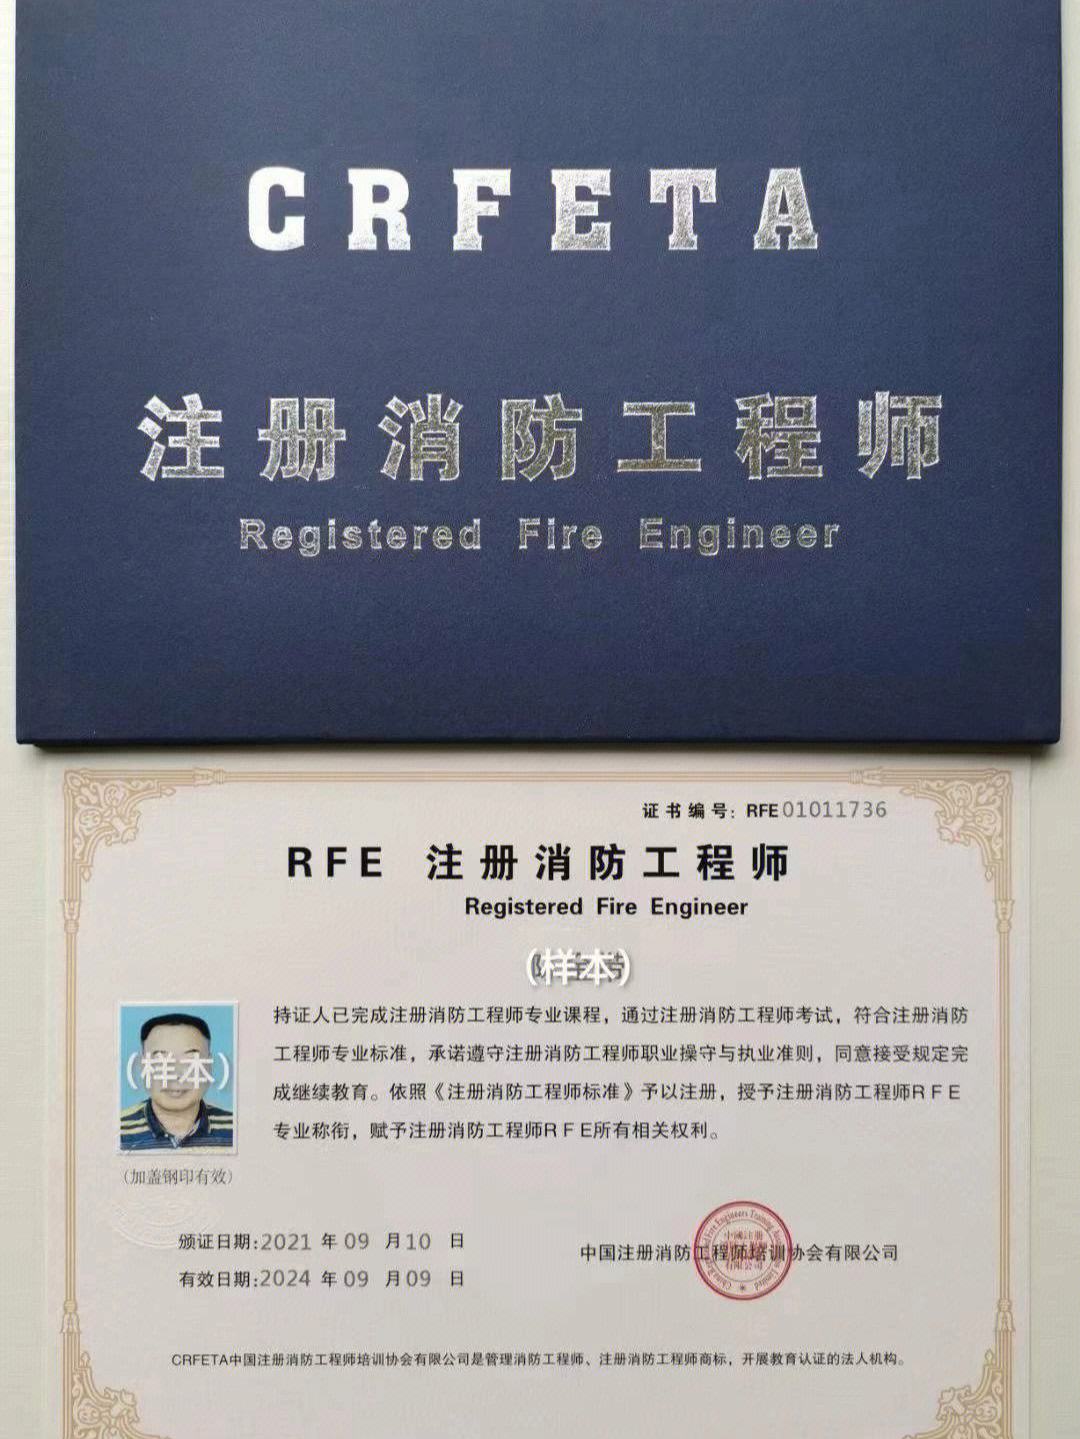 CRFETA
注册消防工程师
Registered Fire Engineer
证书编号：RFE01011736
RFE 注册消防工程师
Registered Fire Engineer
（样本）
持证人已完成注册消防工程师专业课程，通过注册消防工程师考试，符合注册消防
工程师专业标准，承诺遵守注册消防工程师职业操守与执业准则，同意接受规定完
成继续教育。依照《注册消防工程师标准》予以注册，授予注册消防工程师RFE
专业称衔，赋予注册消防工程师RFE所有相关权利。
（样本）
（加盖钢印有效）
颁证日期:2021 年 09 月 10 日
有效日期:2024 年 09 月 09 日
中国注册消防工程师培训协会有限公司
CRFETA中国注册消防工程师培训协会有限公司是管理消防工程师、注册消防工程师商标，开展教育认证的法人机构。